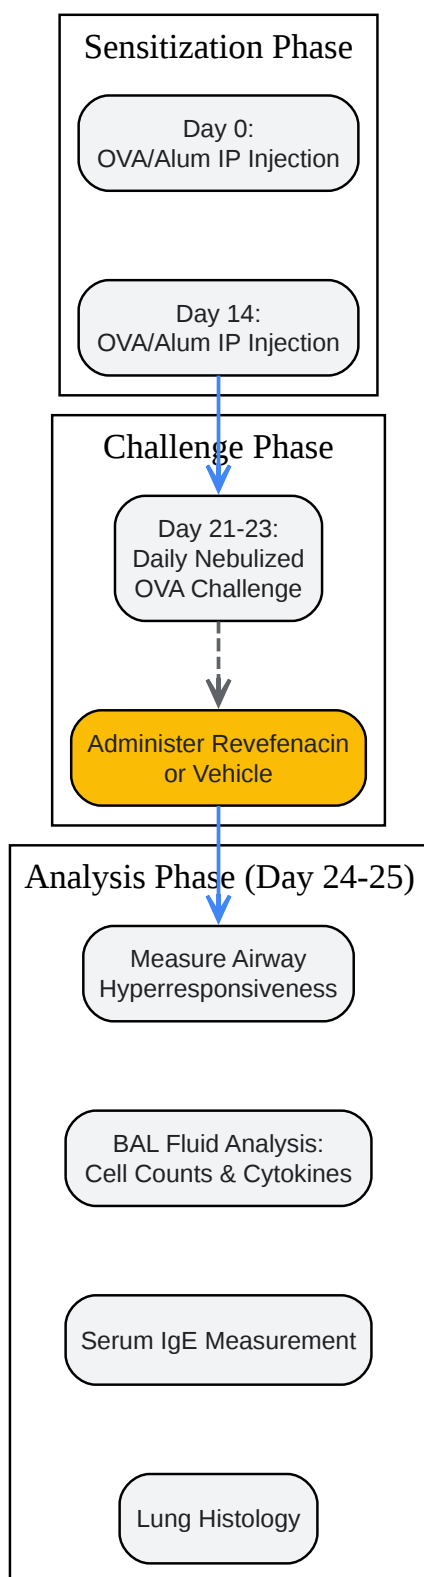 Sensitization Phase
Day 0:
OVA/Alum IP Injection
Day 14:
OVA/Alum IP Injection
Challenge Phase
Day 21-23:
Daily Nebulized
OVA Challenge
Administer Revefenacin
or Vehicle
Analysis Phase (Day 24-25)
Measure Airway
Hyperresponsiveness
BAL Fluid Analysis:
Cell Counts & Cytokines
Serum IgE Measurement
Lung Histology